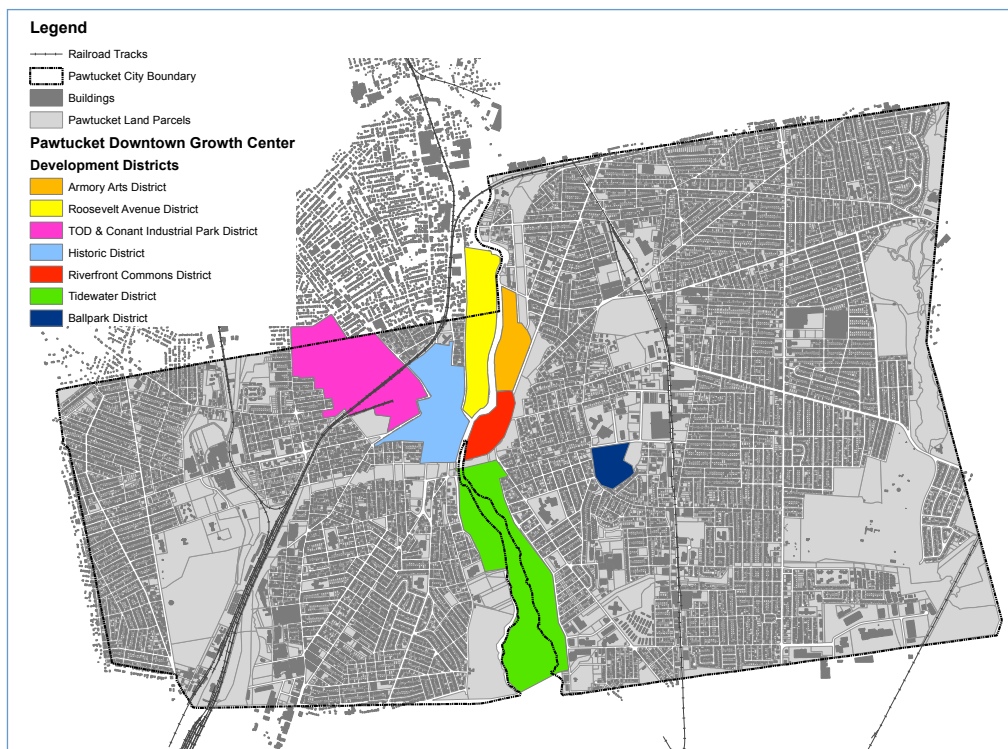 Legend
Railroad Tracks
Pawtucket City Boundary
Buildings
Pawtucket Land Parcels
Pawtucket Downtown Growth Center
Development Districts
Armory Arts District
Roosevelt Avenue District
TOD & Conant Industrial Park District
Historic District
Riverfront Commons District
Tidewater District
Ballpark District